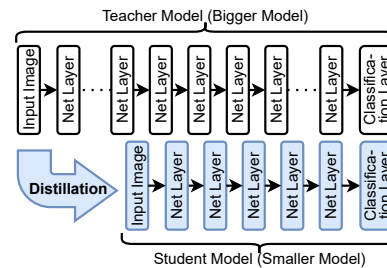 Teacher Model (Bigger Model)
Input Image
Net Layer
Net Layer
Net Layer
Net Layer
Net Layer
Net Layer
Classifica-
tion Layer
Distillation
Input Image
Net Layer
Net Layer
Net Layer
Net Layer
Net Layer
Classifica-
tion Layer
Student Model (Smaller Model)